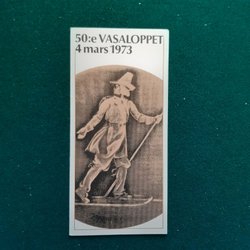 50:e VASALOPPET
4 mars 1973